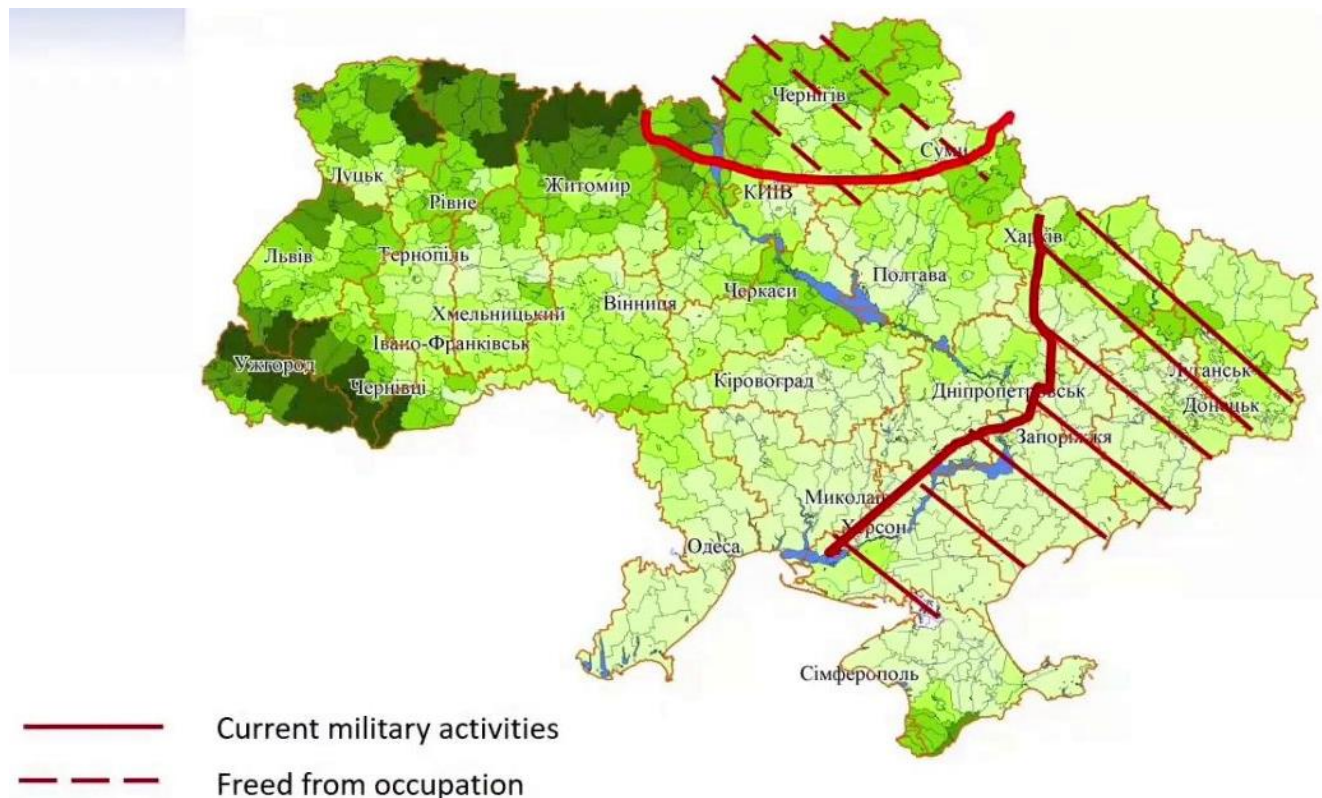 Чернігів
Суми
Луцьк
Рівне
Житомир
КИЇВ
Харків
Львів
Тернопіль
Полтава
Хмельницький
Вінниця
Черкаси
Ужгород
Івано-Франківськ
Чернівці
Кіровоград
Дніпропетровськ
Луганськ
Донецьк
Запоріжжя
Миколаїв
Херсон
Одеса
Сімферополь
Current military activities
Freed from occupation